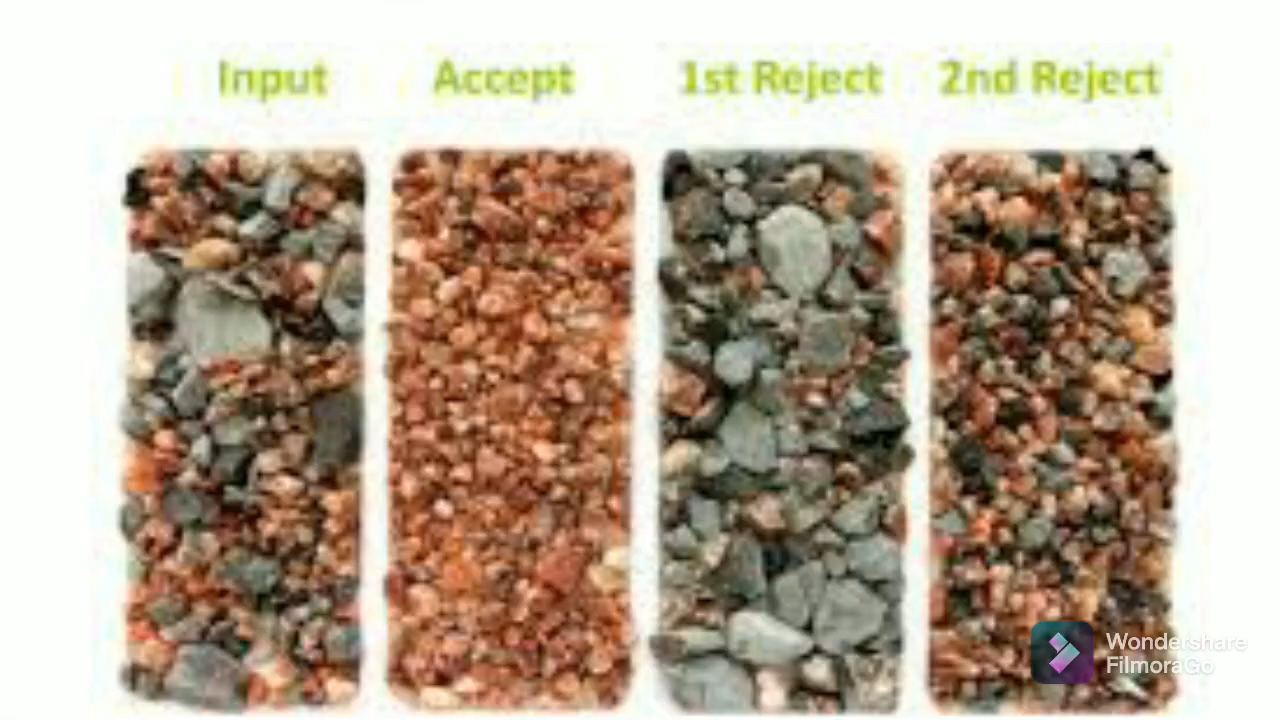 Input
Accept
1st Reject
2nd Reject
Wondershare
FilmoraGo